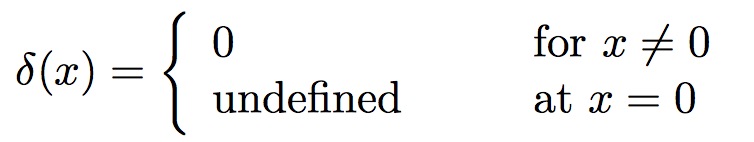 δ(x) = { 0 for x ≠ 0
undefined at x = 0